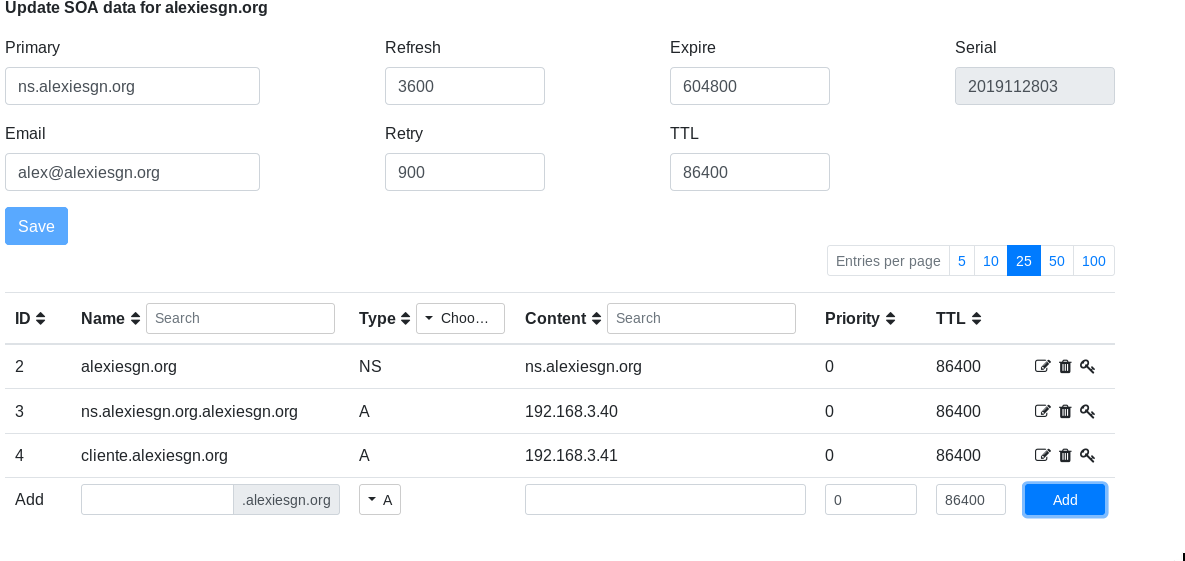 Update SOA data for alexiesgn.org
Primary Refresh Expire Serial
ns.alexiesgn.org 3600 604800 2019112803
Email Retry TTL
alex@alexiesgn.org 900 86400
Save
Entries per page 5 10 25 50 100
ID Name Search Type Choo… Content Search Priority TTL
2 alexiesgn.org NS ns.alexiesgn.org 0 86400
3 ns.alexiesgn.org.alexiesgn.org A 192.168.3.40 0 86400
4 cliente.alexiesgn.org A 192.168.3.41 0 86400
Add .alexiesgn.org A 0 86400 Add